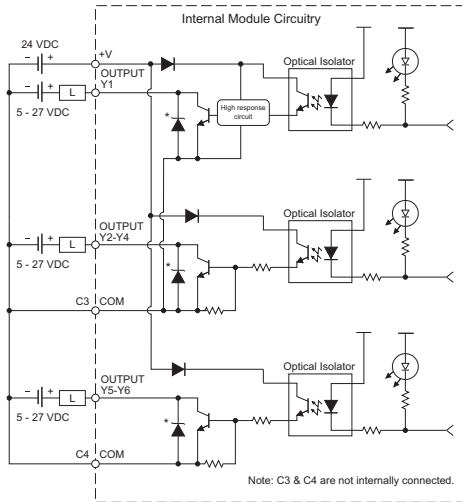 Internal Module Circuitry
24 VDC
− +
+V
OUTPUT
Y1
− +
L
5 - 27 VDC
*
High response
circuit
Optical Isolator
OUTPUT
Y2-Y4
− +
L
5 - 27 VDC
*
Optical Isolator
C3
COM
OUTPUT
Y5-Y6
− +
L
5 - 27 VDC
*
Optical Isolator
C4
COM
Note: C3 & C4 are not internally connected.